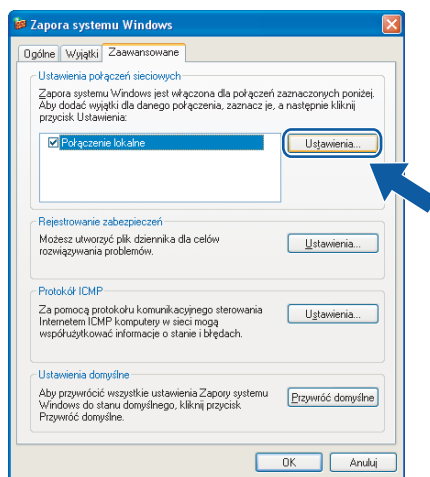 Zapora systemu Windows
Ogólne Wyjątki Zaawansowane
Ustawienia połączeń sieciowych
Zapora systemu Windows jest włączona dla połączeń zaznaczonych poniżej.
Aby dodać wyjątki dla danego połączenia, zaznacz je, a następnie kliknij
przycisk Ustawienia:
Połączenie lokalne
Ustawienia...
Rejestrowanie zabezpieczeń
Możesz utworzyć plik dziennika dla celów
rozwiązywania problemów.
Ustawienia...
Protokół ICMP
Za pomocą protokołu komunikacyjnego sterowania
Internetem ICMP komputery w sieci mogą
współużytkować informacje o stanie i błędach.
Ustawienia...
Ustawienia domyślne
Aby przywrócić wszystkie ustawienia Zapory systemu
Windows do stanu domyślnego, kliknij przycisk
Przywróć domyślne.
Przywróć domyślne
OK Anuluj